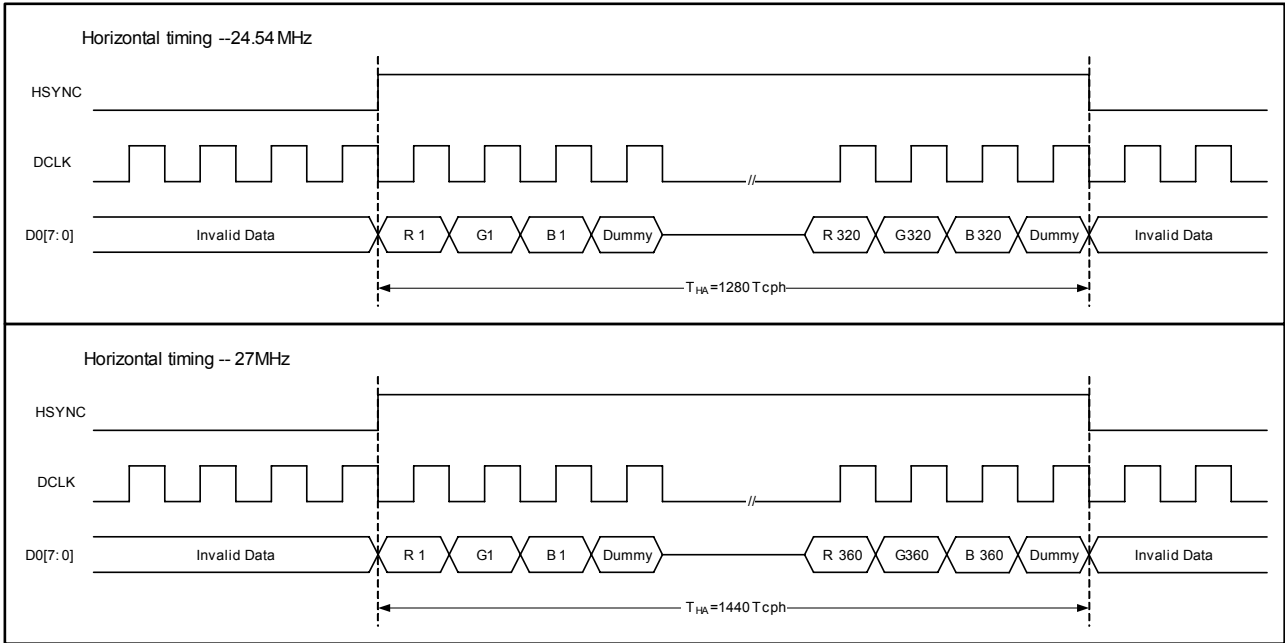 Horizontal timing --24.54 MHz
HSYNC
DCLK
//
D0[7:0] Invalid Data R 1 G1 B 1 Dummy R 320 G320 B 320 Dummy Invalid Data
THA=1280 Tcph
Horizontal timing -- 27MHz
HSYNC
DCLK
//
D0[7:0] Invalid Data R 1 G1 B 1 Dummy R 360 G360 B 360 Dummy Invalid Data
THA=1440 Tcph